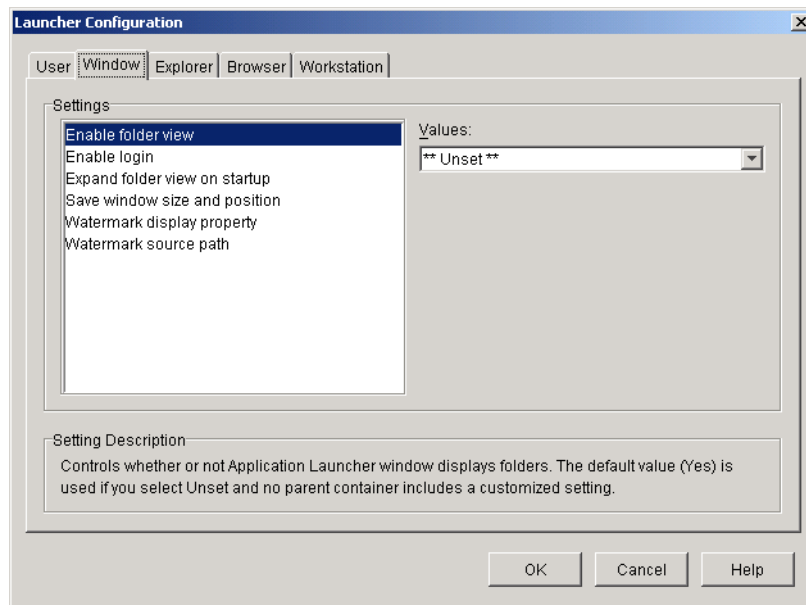 Launcher Configuration
User
Window
Explorer
Browser
Workstation
Settings
Enable folder view
Enable login
Expand folder view on startup
Save window size and position
Watermark display property
Watermark source path
Values:
** Unset **
Setting Description
Controls whether or not Application Launcher window displays folders. The default value (Yes) is
used if you select Unset and no parent container includes a customized setting.
OK
Cancel
Help